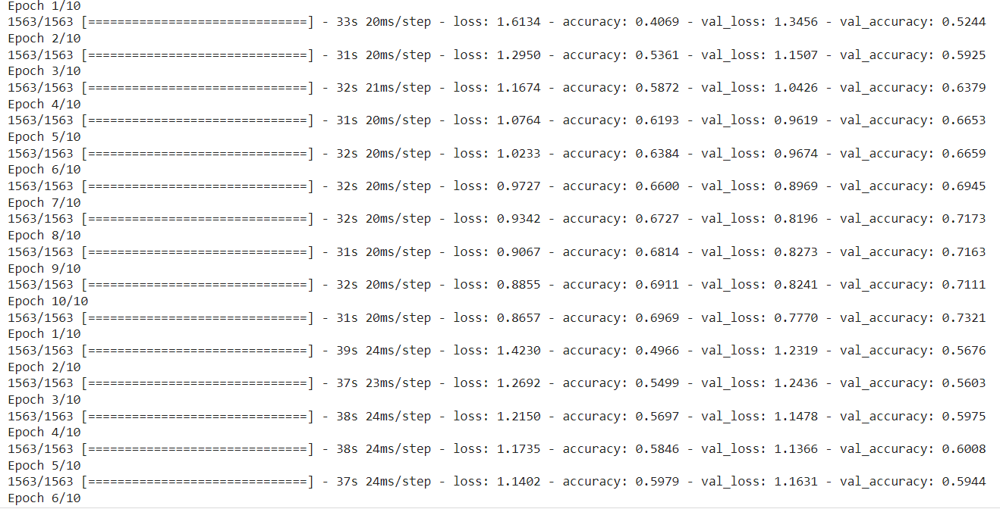 Epoch 1/10
1563/1563 [==============================] - 33s 20ms/step - loss: 1.6134 - accuracy: 0.4069 - val_loss: 1.3456 - val_accuracy: 0.5244
Epoch 2/10
1563/1563 [==============================] - 31s 20ms/step - loss: 1.2950 - accuracy: 0.5361 - val_loss: 1.1507 - val_accuracy: 0.5925
Epoch 3/10
1563/1563 [==============================] - 32s 21ms/step - loss: 1.1674 - accuracy: 0.5872 - val_loss: 1.0426 - val_accuracy: 0.6379
Epoch 4/10
1563/1563 [==============================] - 31s 20ms/step - loss: 1.0764 - accuracy: 0.6193 - val_loss: 0.9619 - val_accuracy: 0.6653
Epoch 5/10
1563/1563 [==============================] - 32s 20ms/step - loss: 1.0233 - accuracy: 0.6384 - val_loss: 0.9674 - val_accuracy: 0.6659
Epoch 6/10
1563/1563 [==============================] - 32s 20ms/step - loss: 0.9727 - accuracy: 0.6600 - val_loss: 0.8969 - val_accuracy: 0.6945
Epoch 7/10
1563/1563 [==============================] - 32s 20ms/step - loss: 0.9342 - accuracy: 0.6727 - val_loss: 0.8196 - val_accuracy: 0.7173
Epoch 8/10
1563/1563 [==============================] - 31s 20ms/step - loss: 0.9067 - accuracy: 0.6814 - val_loss: 0.8273 - val_accuracy: 0.7163
Epoch 9/10
1563/1563 [==============================] - 32s 20ms/step - loss: 0.8855 - accuracy: 0.6911 - val_loss: 0.8241 - val_accuracy: 0.7111
Epoch 10/10
1563/1563 [==============================] - 31s 20ms/step - loss: 0.8657 - accuracy: 0.6969 - val_loss: 0.7770 - val_accuracy: 0.7321
Epoch 1/10
1563/1563 [==============================] - 39s 24ms/step - loss: 1.4230 - accuracy: 0.4966 - val_loss: 1.2319 - val_accuracy: 0.5676
Epoch 2/10
1563/1563 [==============================] - 37s 23ms/step - loss: 1.2692 - accuracy: 0.5499 - val_loss: 1.2436 - val_accuracy: 0.5603
Epoch 3/10
1563/1563 [==============================] - 38s 24ms/step - loss: 1.2150 - accuracy: 0.5697 - val_loss: 1.1478 - val_accuracy: 0.5975
Epoch 4/10
1563/1563 [==============================] - 38s 24ms/step - loss: 1.1735 - accuracy: 0.5846 - val_loss: 1.1366 - val_accuracy: 0.6008
Epoch 5/10
1563/1563 [==============================] - 37s 24ms/step - loss: 1.1402 - accuracy: 0.5979 - val_loss: 1.1631 - val_accuracy: 0.5944
Epoch 6/10